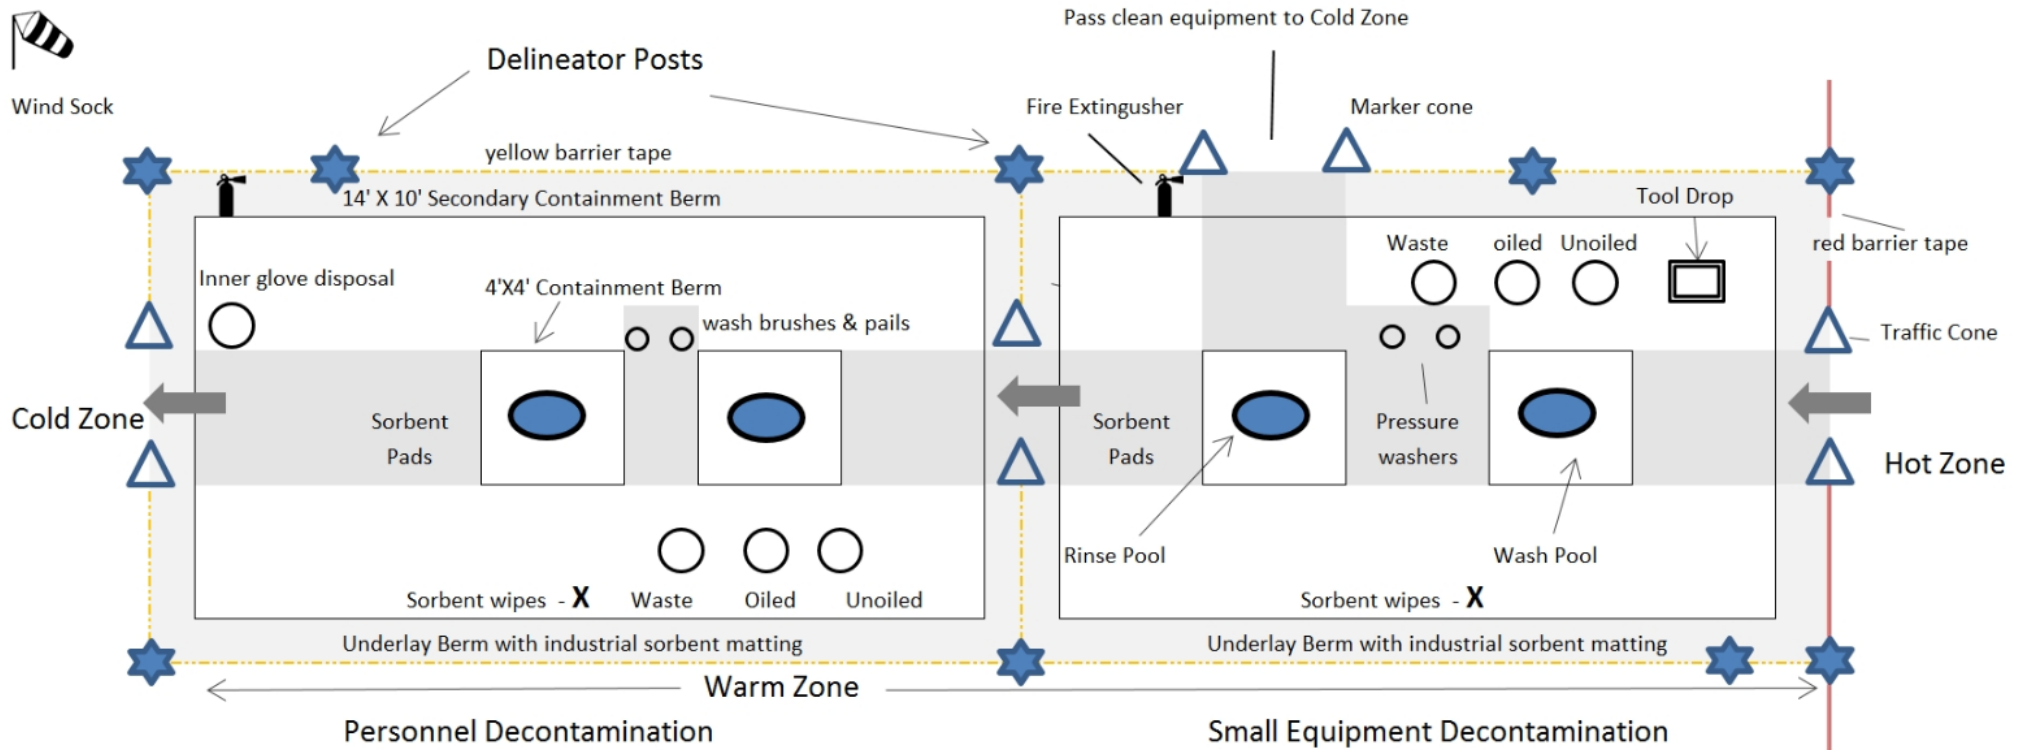 Pass clean equipment to Cold Zone
Delineator Posts
Wind Sock
Fire Extingusher
Marker cone
yellow barrier tape
14' X 10' Secondary Containment Berm
Tool Drop
Waste
oiled
Unoiled
red barrier tape
Inner glove disposal
4'X4' Containment Berm
wash brushes & pails
Traffic Cone
Cold Zone
Sorbent
Pads
Sorbent
Pads
Pressure
washers
Hot Zone
Rinse Pool
Wash Pool
Sorbent wipes - X
Waste
Oiled
Unoiled
Sorbent wipes - X
Underlay Berm with industrial sorbent matting
Underlay Berm with industrial sorbent matting
Warm Zone
Personnel Decontamination
Small Equipment Decontamination